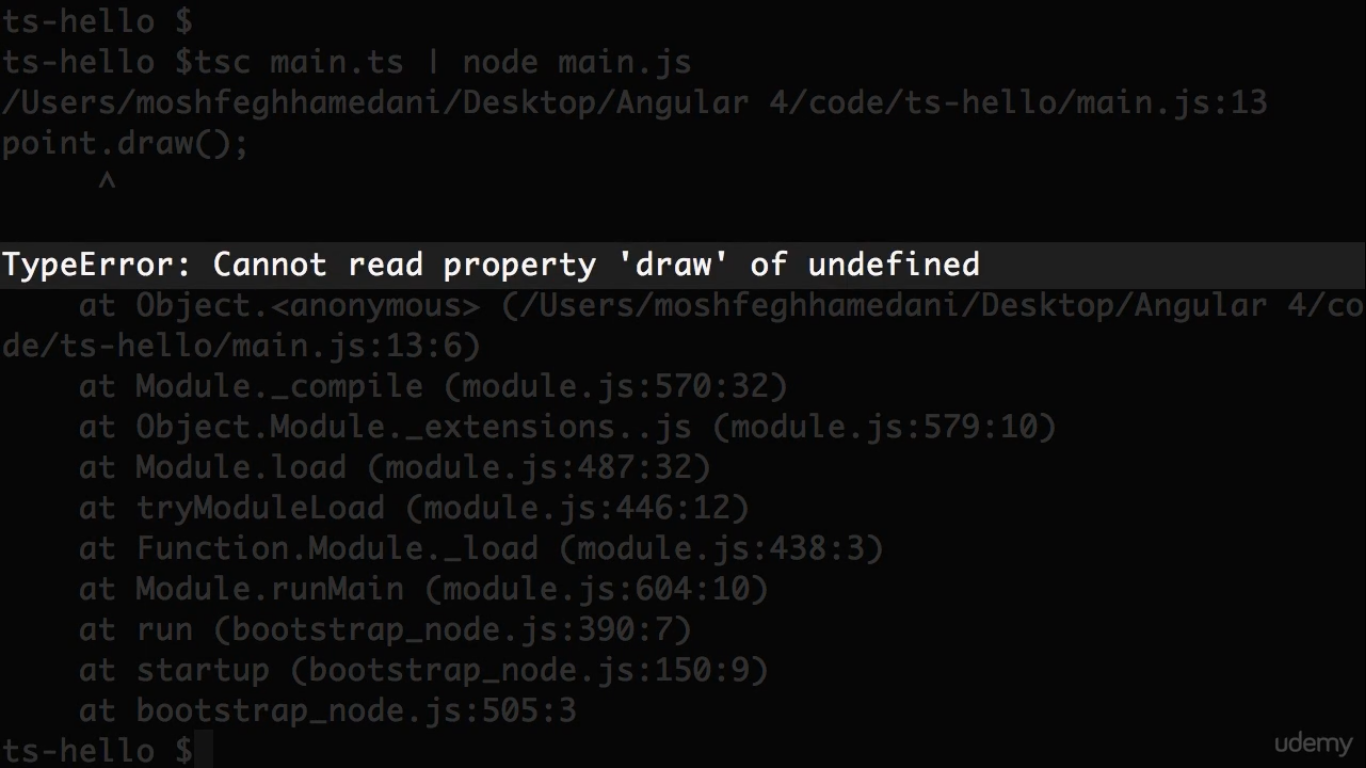 ts-hello $
ts-hello $tsc main.ts | node main.js
/Users/moshfeghhamedani/Desktop/Angular 4/code/ts-hello/main.js:13
point.draw();
     ^
TypeError: Cannot read property 'draw' of undefined
    at Object.<anonymous> (/Users/moshfeghhamedani/Desktop/Angular 4/co
de/ts-hello/main.js:13:6)
    at Module._compile (module.js:570:32)
    at Object.Module._extensions..js (module.js:579:10)
    at Module.load (module.js:487:32)
    at tryModuleLoad (module.js:446:12)
    at Function.Module._load (module.js:438:3)
    at Module.runMain (module.js:604:10)
    at run (bootstrap_node.js:390:7)
    at startup (bootstrap_node.js:150:9)
    at bootstrap_node.js:505:3
ts-hello $
udemy